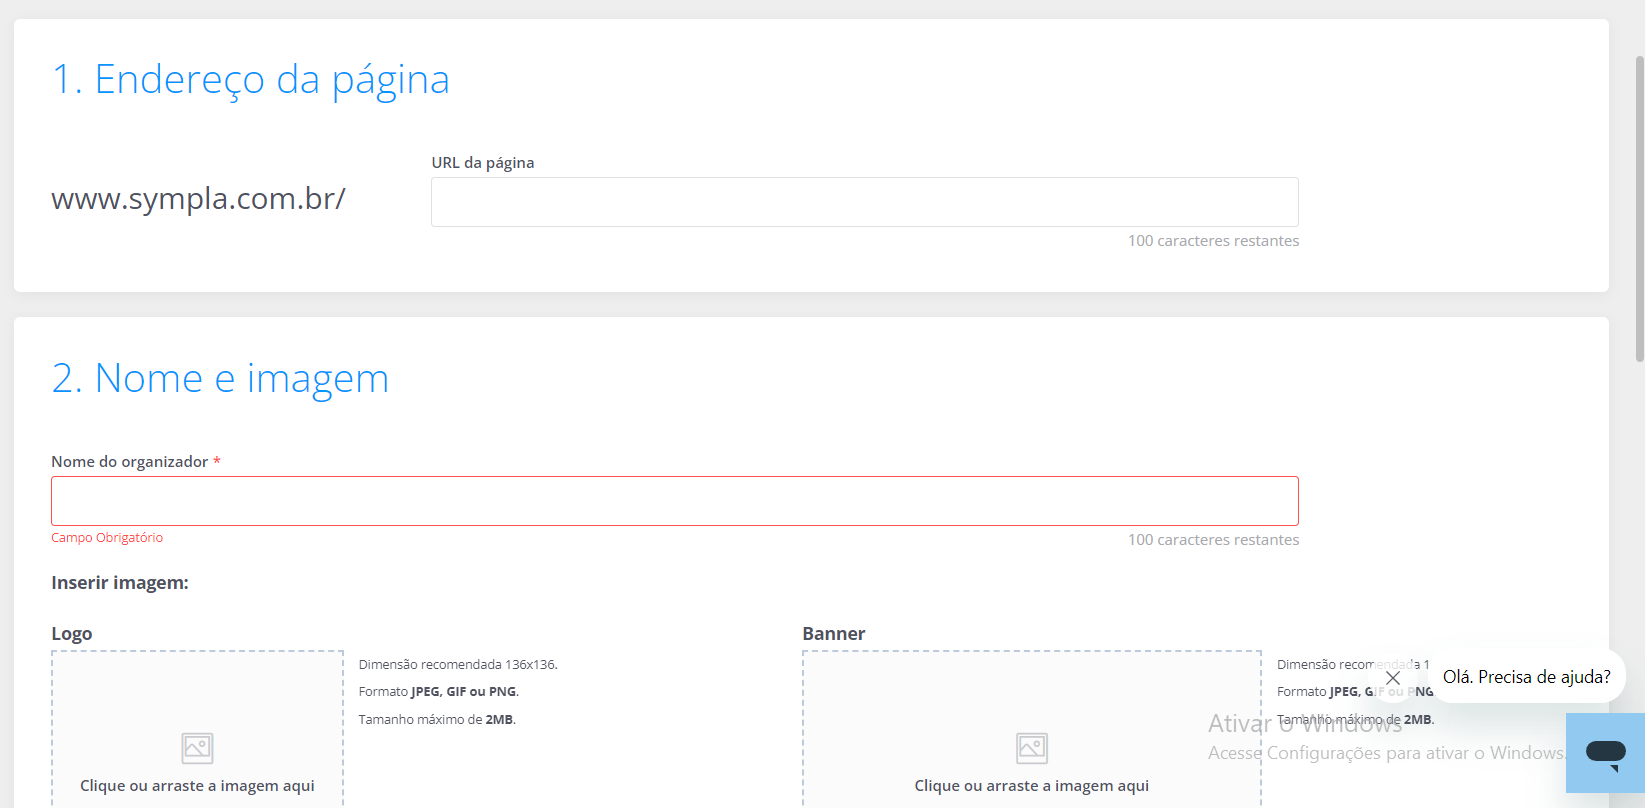 1. Endereço da página
URL da página
www.sympla.com.br/
100 caracteres restantes
2. Nome e imagem
Nome do organizador *
Campo Obrigatório
100 caracteres restantes
Inserir imagem:
Logo
Dimensão recomendada 136x136.
Formato JPEG, GIF ou PNG.
Tamanho máximo de 2MB.
Clique ou arraste a imagem aqui
Banner
Dimensão recomendada 1
Formato JPEG, GIF ou PNG
Tamanho máximo de 2MB.
Clique ou arraste a imagem aqui
Olá. Precisa de ajuda?
Ativar o Windows
Acesse Configurações para ativar o Windows.